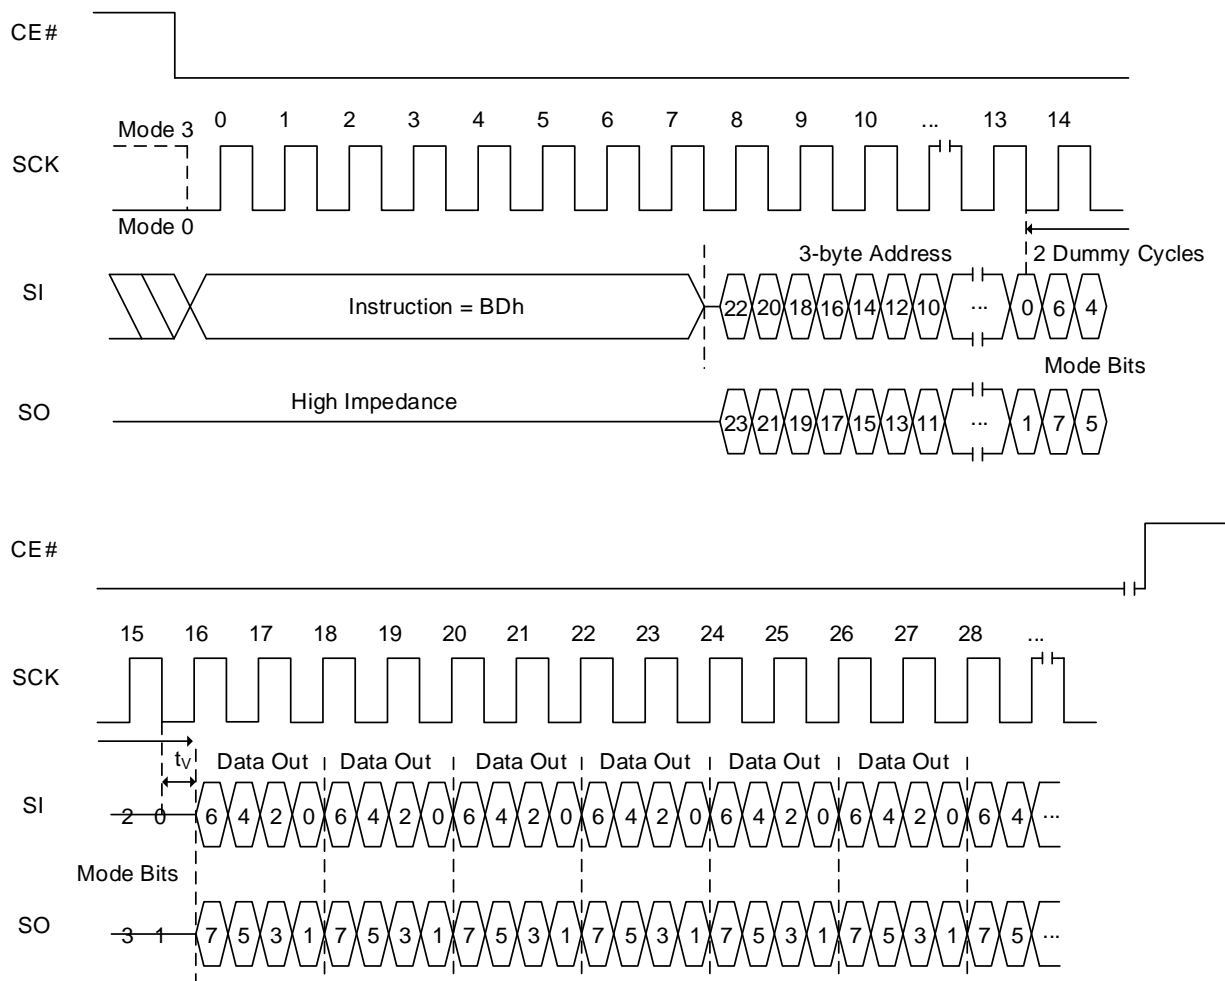 CE#
0 1 2 3 4 5 6 7 8 9 10 ... 13 14
Mode 3
SCK
Mode 0
3-byte Address 2 Dummy Cycles
SI
Instruction = BDh 22 20 18 16 14 12 10 ... 0 6 4
Mode Bits
High Impedance
SO
23 21 19 17 15 13 11 ... 1 7 5
CE#
15 16 17 18 19 20 21 22 23 24 25 26 27 28 ...
SCK
tV Data Out Data Out Data Out Data Out Data Out Data Out
SI
2 0 6 4 2 0 6 4 2 0 6 4 2 0 6 4 2 0 6 4 2 0 6 4 2 0 6 4 ...
Mode Bits
SO
3 1 7 5 3 1 7 5 3 1 7 5 3 1 7 5 3 1 7 5 3 1 7 5 3 1 7 5 ...